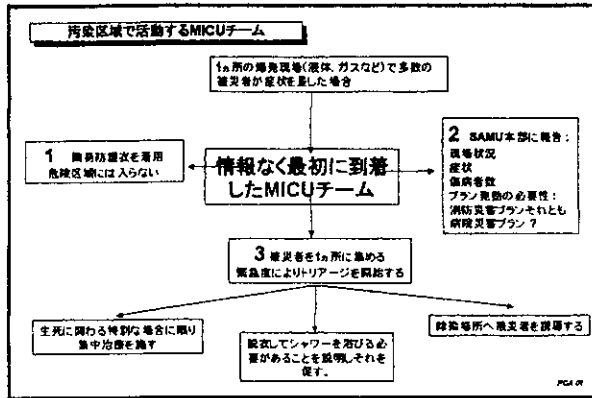 汚染区域で活動するMICUチーム
1ヵ所の爆発現場(液体、ガスなど)で多数の
被災者が症状を呈した場合
1 簡易防護衣を着用
危険区域には入らない
情報なく最初に到着
したMICUチーム
2 SAMU本部に報告:
現場状況
症状
傷病者数
プラン発動の必要性:
消防災害プランそれとも
病院災害プラン?
3 被災者を1ヵ所に集める
緊急度によりトリアージを開始する
生死に関わる特別な場合に限り
集中治療を施す
脱衣してシャワーを浴びる必
要があることを説明しそれを
促す。
除染場所へ被災者を誘導する